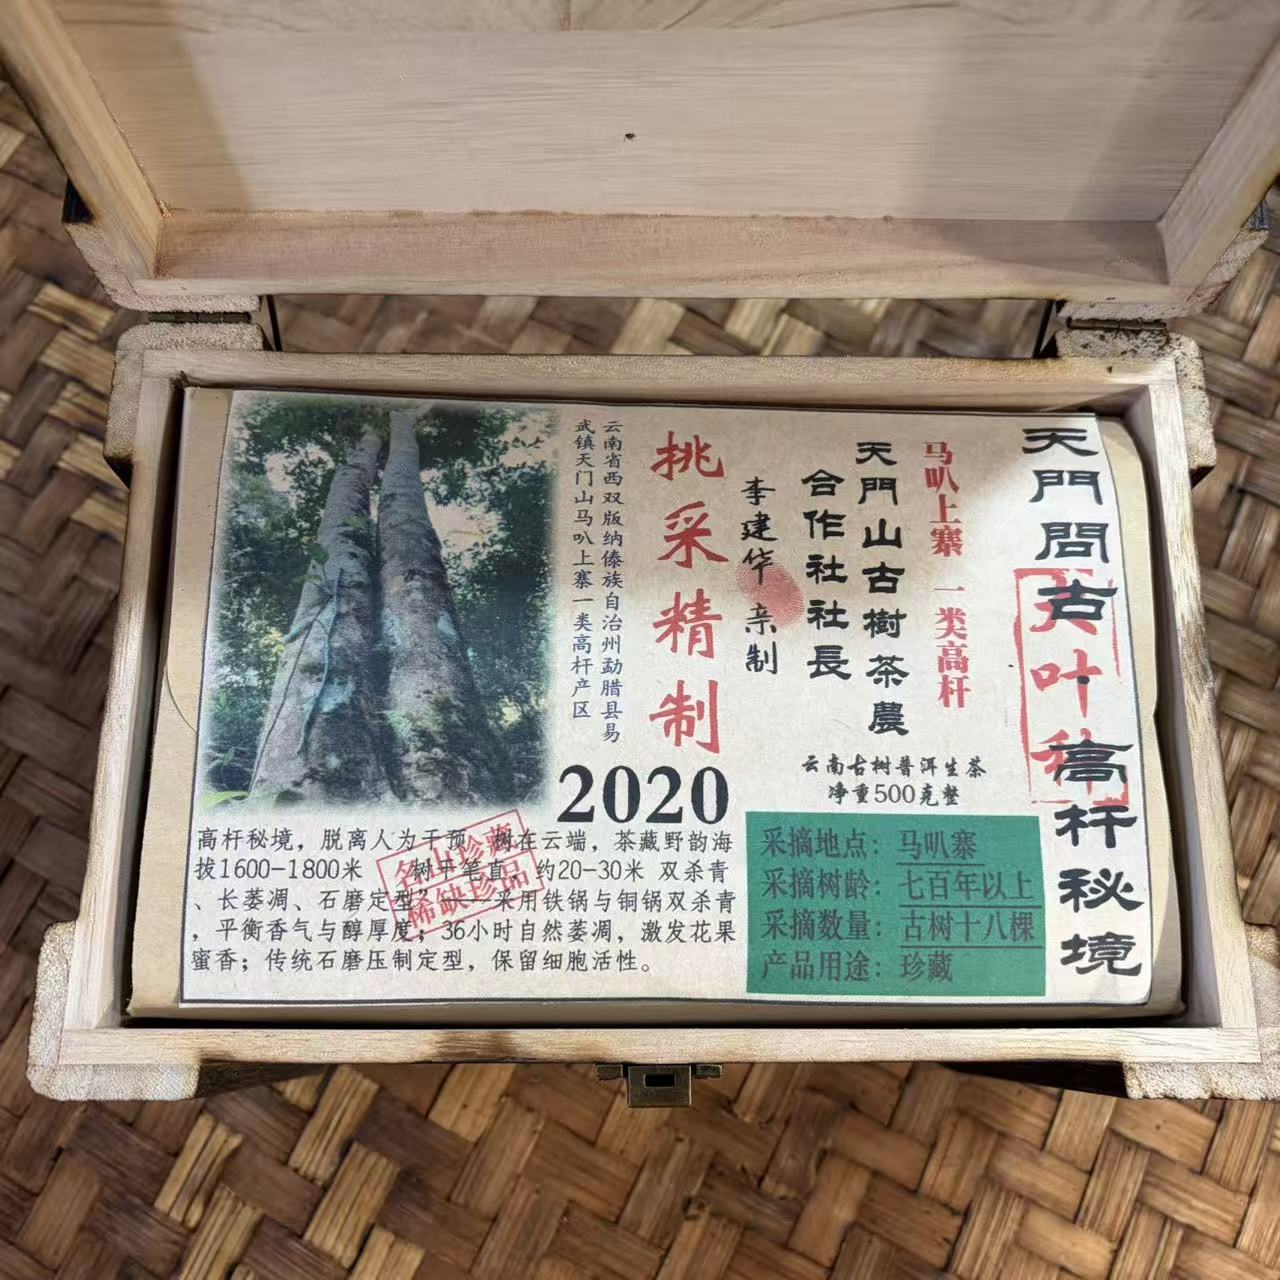 天門問古·高杆秘境
大叶种
马叭上寨 一类高杆
天門山古樹茶農
合作社社長
李建华 亲制
云南古树普洱生茶
净重500克整
挑采精制
2020
云南省西双版纳傣族自治州勐腊县易
武镇天门山马叭上寨一类高杆产区
高杆秘境，脱离人为干预，树在云端，茶藏野韵海
拔1600-1800米 树干笔直，约20-30米 双杀青
、长萎凋、石磨定型”——采用铁锅与铜锅双杀青
，平衡香气与醇厚度；36小时自然萎凋，激发花果
蜜香；传统石磨压制定型，保留细胞活性。
名山珍藏
稀缺珍品
采摘地点：马叭寨
采摘树龄：七百年以上
采摘数量：古树十八棵
产品用途：珍藏